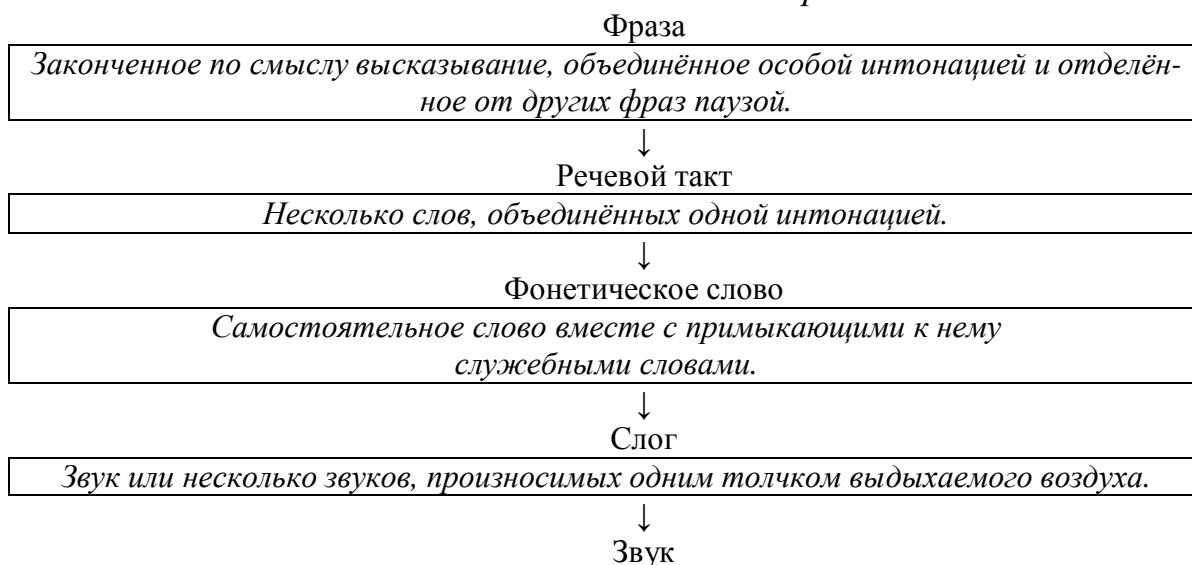 Фраза
Законченное по смыслу высказывание, объединённое особой интонацией и отделён-
ное от других фраз паузой.
↓
Речевой такт
Несколько слов, объединённых одной интонацией.
↓
Фонетическое слово
Самостоятельное слово вместе с примыкающими к нему
служебными словами.
↓
Слог
Звук или несколько звуков, произносимых одним толчком выдыхаемого воздуха.
↓
Звук